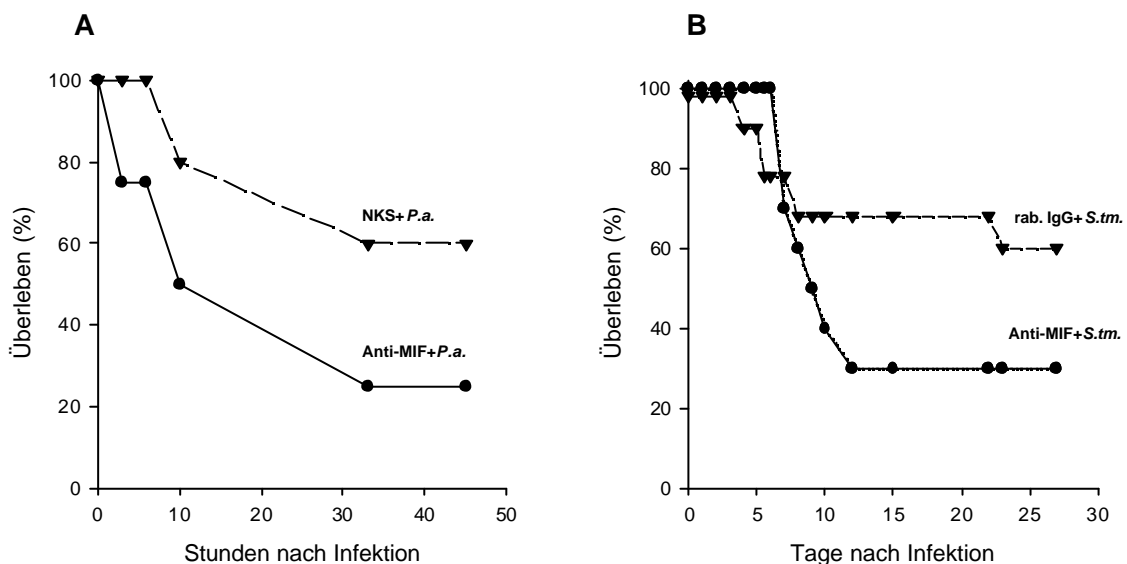 A
Überleben (%)
100
80
60
40
20
0
NKS+P.a.
Anti-MIF+P.a.
0 10 20 30 40 50
Stunden nach Infektion
B
Überleben (%)
100
80
60
40
20
0
rab. IgG+S.tm.
Anti-MIF+S.tm.
0 5 10 15 20 25 30
Tage nach Infektion